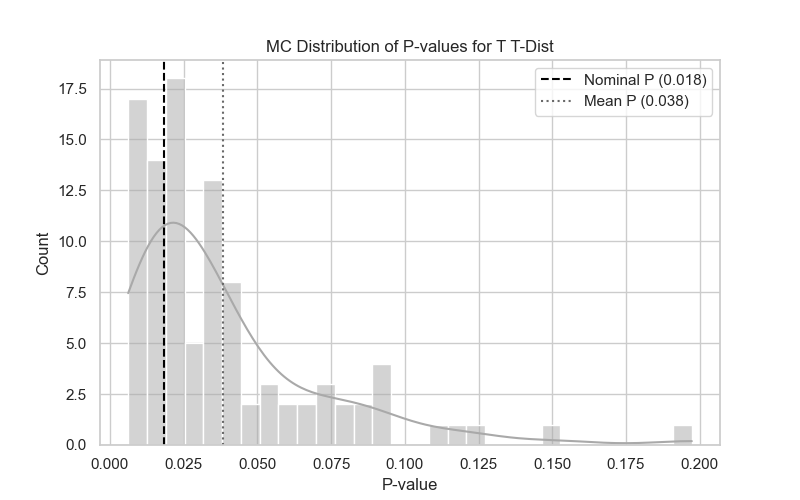 MC Distribution of P-values for T T-Dist
Nominal P (0.018)
Mean P (0.038)
Count
17.5
15.0
12.5
10.0
7.5
5.0
2.5
0.0
0.000 0.025 0.050 0.075 0.100 0.125 0.150 0.175 0.200
P-value